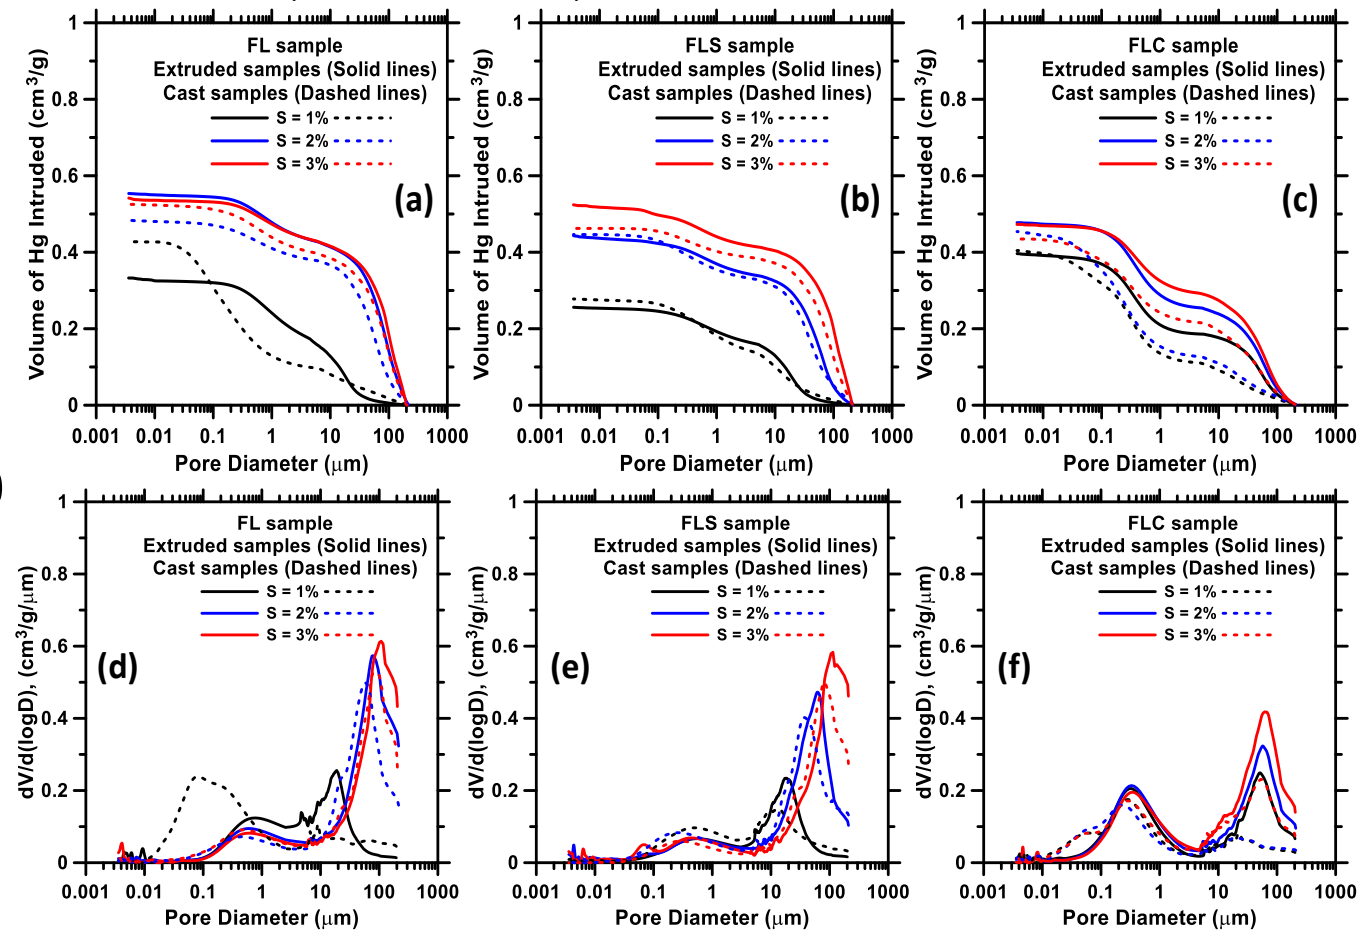 FL sample
Extruded samples (Solid lines)
Cast samples (Dashed lines)
S = 1%
S = 2%
S = 3%
(a)
Volume of Hg Intruded (cm³/g)
1
0.8
0.6
0.4
0.2
0
0.001 0.01 0.1 1 10 100 1000
Pore Diameter (μm)
FLS sample
Extruded samples (Solid lines)
Cast samples (Dashed lines)
S = 1%
S = 2%
S = 3%
(b)
Volume of Hg Intruded (cm³/g)
1
0.8
0.6
0.4
0.2
0
0.001 0.01 0.1 1 10 100 1000
Pore Diameter (μm)
FLC sample
Extruded samples (Solid lines)
Cast samples (Dashed lines)
S = 1%
S = 2%
S = 3%
(c)
Volume of Hg Intruded (cm³/g)
1
0.8
0.6
0.4
0.2
0
0.001 0.01 0.1 1 10 100 1000
Pore Diameter (μm)
)
FL sample
Extruded samples (Solid lines)
Cast samples (Dashed lines)
S = 1%
S = 2%
S = 3%
(d)
dV/d(logD), (cm³/g/μm)
1
0.8
0.6
0.4
0.2
0
0.001 0.01 0.1 1 10 100 1000
Pore Diameter (μm)
FLS sample
Extruded samples (Solid lines)
Cast samples (Dashed lines)
S = 1%
S = 2%
S = 3%
(e)
dV/d(logD), (cm³/g/μm)
1
0.8
0.6
0.4
0.2
0
0.001 0.01 0.1 1 10 100 1000
Pore Diameter (μm)
FLC sample
Extruded samples (Solid lines)
Cast samples (Dashed lines)
S = 1%
S = 2%
S = 3%
(f)
dV/d(logD), (cm³/g/μm)
1
0.8
0.6
0.4
0.2
0
0.001 0.01 0.1 1 10 100 1000
Pore Diameter (μm)